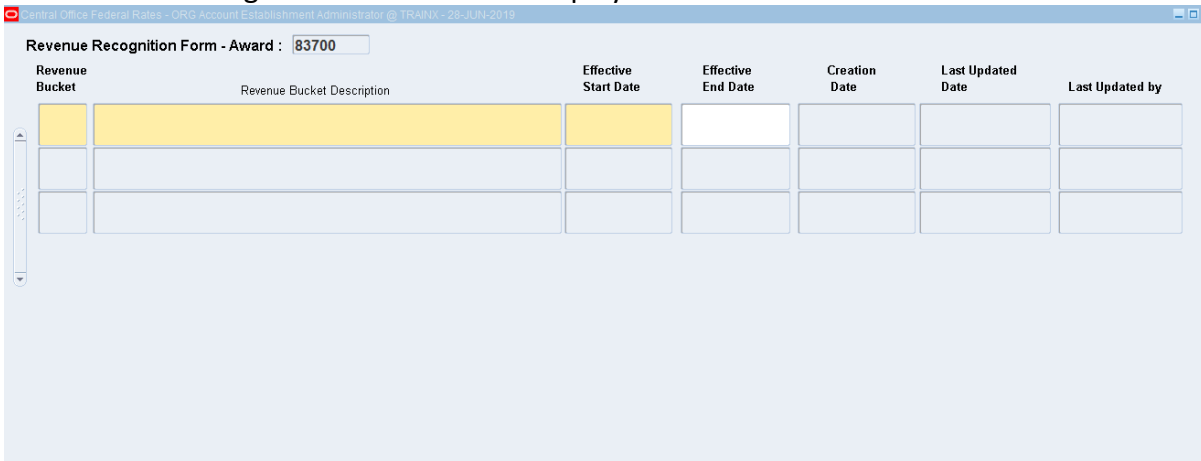 Central Office Federal Rates - ORG Account Establishment Administrator @ TRAINX - 28-JUN-2019
Revenue Recognition Form - Award : 83700
Revenue Bucket
Revenue Bucket Description
Effective Start Date
Effective End Date
Creation Date
Last Updated Date
Last Updated by